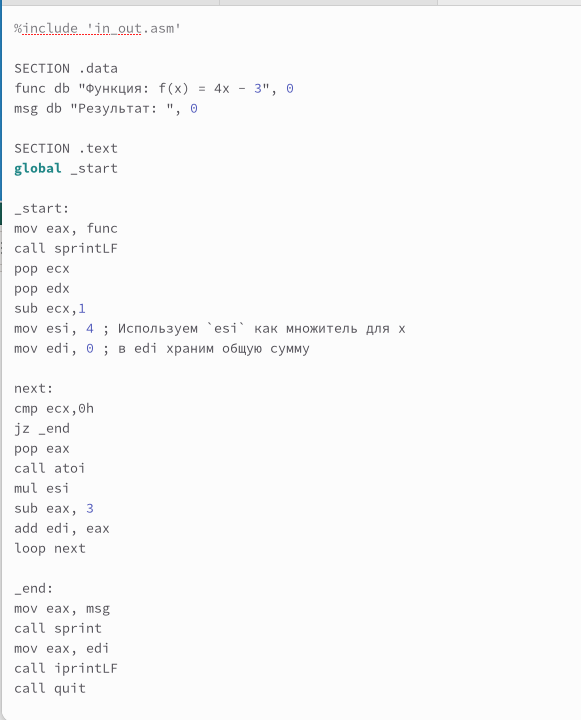 %include 'in_out.asm'
SECTION .data
func db "Функция: f(x) = 4x - 3", 0
msg db "Результат: ", 0
SECTION .text
global _start
_start:
mov eax, func
call sprintLF
pop ecx
pop edx
sub ecx,1
mov esi, 4 ; Используем `esi` как множитель для x
mov edi, 0 ; в edi храним общую сумму
next:
cmp ecx,0h
jz _end
pop eax
call atoi
mul esi
sub eax, 3
add edi, eax
loop next
_end:
mov eax, msg
call sprint
mov eax, edi
call iprintLF
call quit